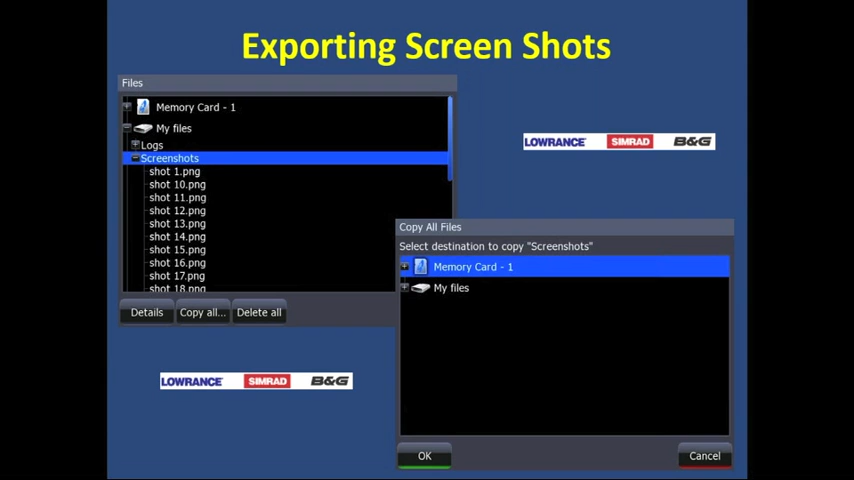 Exporting Screen Shots
Files
Memory Card - 1
My files
Logs
Screenshots
shot 1.png
shot 10.png
shot 11.png
shot 12.png
shot 13.png
shot 14.png
shot 15.png
shot 16.png
shot 17.png
shot 18.png
Details Copy all... Delete all
LOWRANCE SIMRAD B&G
Copy All Files
Select destination to copy "Screenshots"
Memory Card - 1
My files
OK Cancel
LOWRANCE SIMRAD B&G